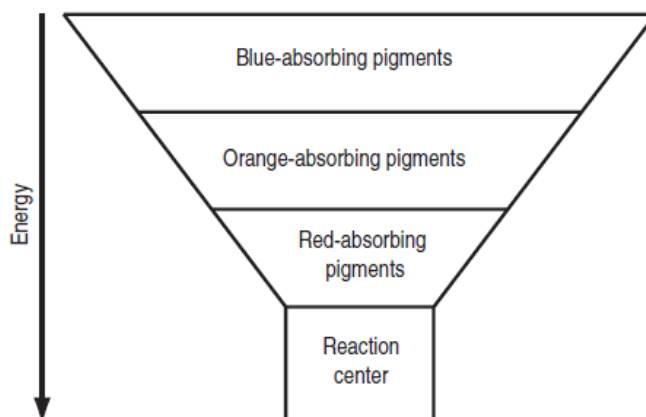 Blue-absorbing pigments
Orange-absorbing pigments
Energy
Red-absorbing
pigments
Reaction
center